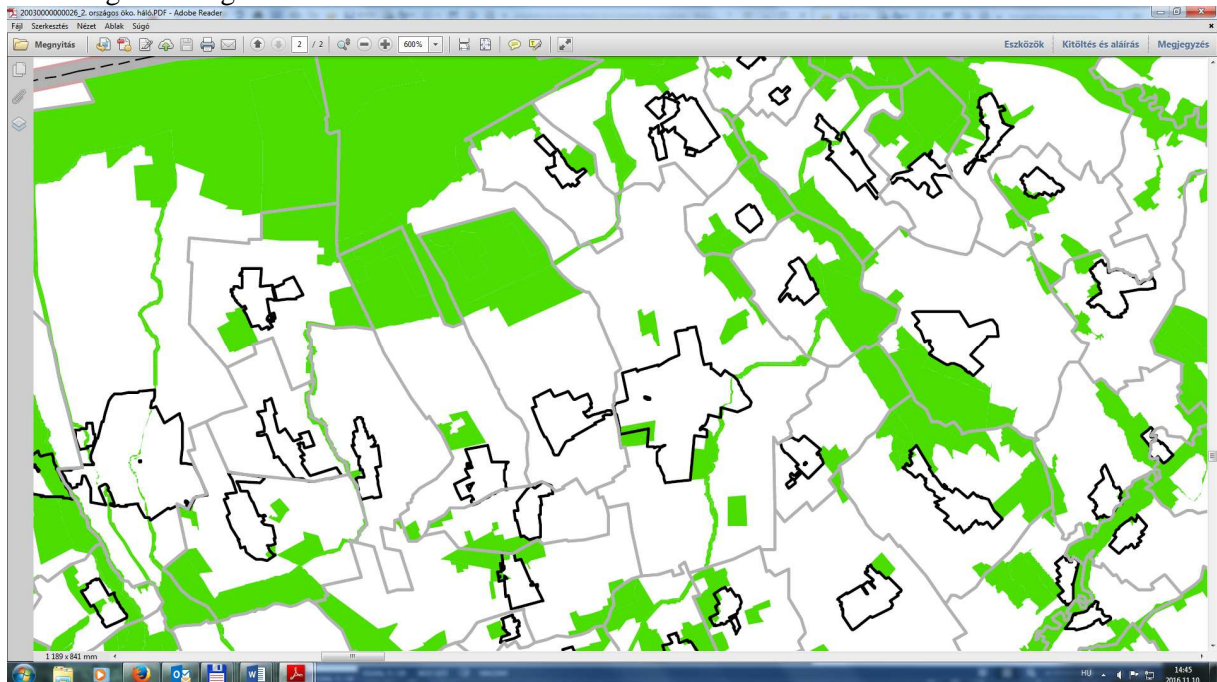 20030000000026_2. országos öko. háló.PDF - Adobe Reader
Fájl Szerkesztés Nézet Ablak Súgó
Megnyitás 2 / 2 600% Eszközök Kitöltés és aláírás Megjegyzés
1 189 x 841 mm
HU 14:45
2016.11.10.